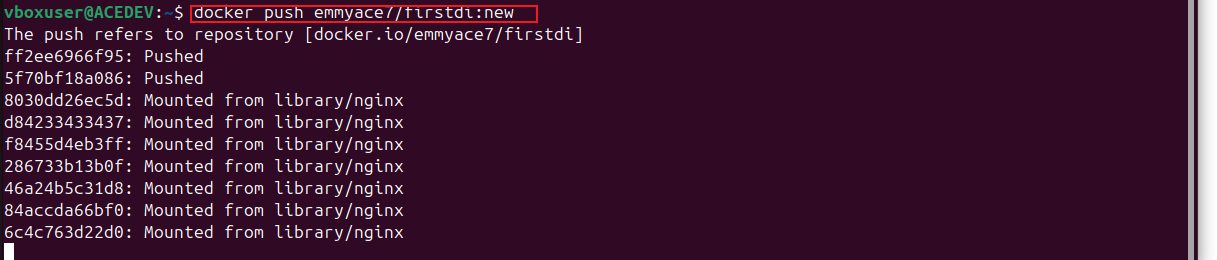 vboxuser@ACEDEV:~$ docker push emmyace7/firstdi:new
The push refers to repository [docker.io/emmyace7/firstdi]
ff2ee6966f95: Pushed
5f70bf18a086: Pushed
8030dd26ec5d: Mounted from library/nginx
d84233433437: Mounted from library/nginx
f8455d4eb3ff: Mounted from library/nginx
286733b13b0f: Mounted from library/nginx
46a24b5c31d8: Mounted from library/nginx
84accda66bf0: Mounted from library/nginx
6c4c763d22d0: Mounted from library/nginx